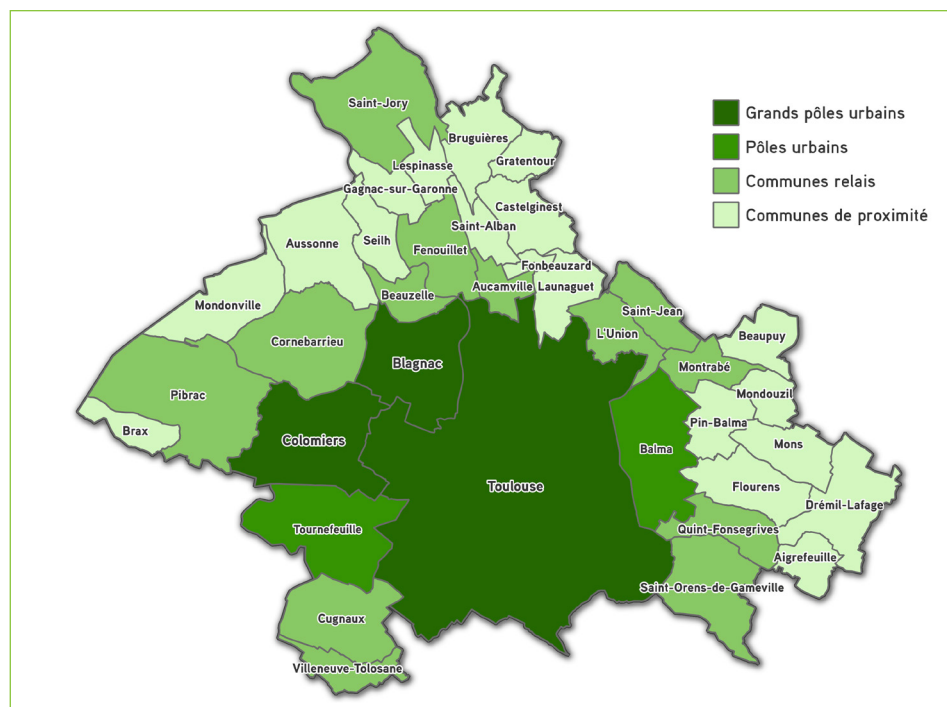 Saint-Jory
Bruguières
Gratentour
Lespinasse
Gagnac-sur-Garonne
Castelginest
Saint-Alban
Aussonne
Seilh
Fenouillet
Fonbeauzard
Aucamville
Launaguet
Beauzelle
Mondonville
Saint-Jean
L'Union
Beaupuy
Cornebarrieu
Blagnac
Montrabé
Pibrac
Mondouzil
Pin-Balma
Brax
Colomiers
Balma
Mons
Toulouse
Flourens
Drémil-Lafage
Tournefeuille
Quint-Fonsegrives
Aigrefeuille
Saint-Orens-de-Gameville
Cugnaux
Villeneuve-Tolosane
Grands pôles urbains
Pôles urbains
Communes relais
Communes de proximité